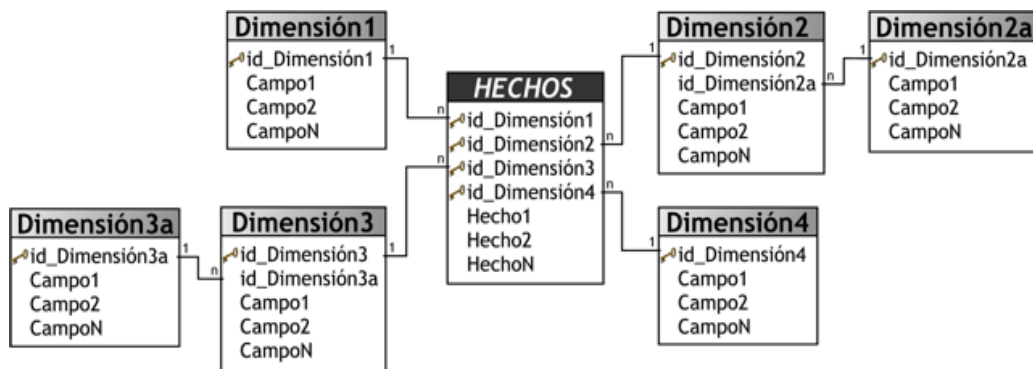 Dimensión1
id_Dimensión1
Campo1
Campo2
CampoN
1
n
HECHOS
id_Dimensión1
id_Dimensión2
id_Dimensión3
id_Dimensión4
Hecho1
Hecho2
HechoN
n
n
n
Dimensión2
id_Dimensión2
id_Dimensión2a
Campo1
Campo2
CampoN
1
n
Dimensión2a
id_Dimensión2a
Campo1
Campo2
CampoN
1
Dimensión3a
id_Dimensión3a
Campo1
Campo2
CampoN
1
n
Dimensión3
id_Dimensión3
id_Dimensión3a
Campo1
Campo2
CampoN
1
Dimensión4
id_Dimensión4
Campo1
Campo2
CampoN
1